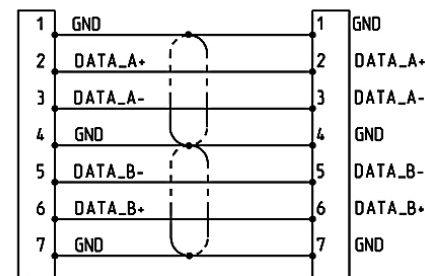 1 GND 1 GND
2 DATA_A+ 2 DATA_A+
3 DATA_A- 3 DATA_A-
4 GND 4 GND
5 DATA_B- 5 DATA_B-
6 DATA_B+ 6 DATA_B+
7 GND 7 GND